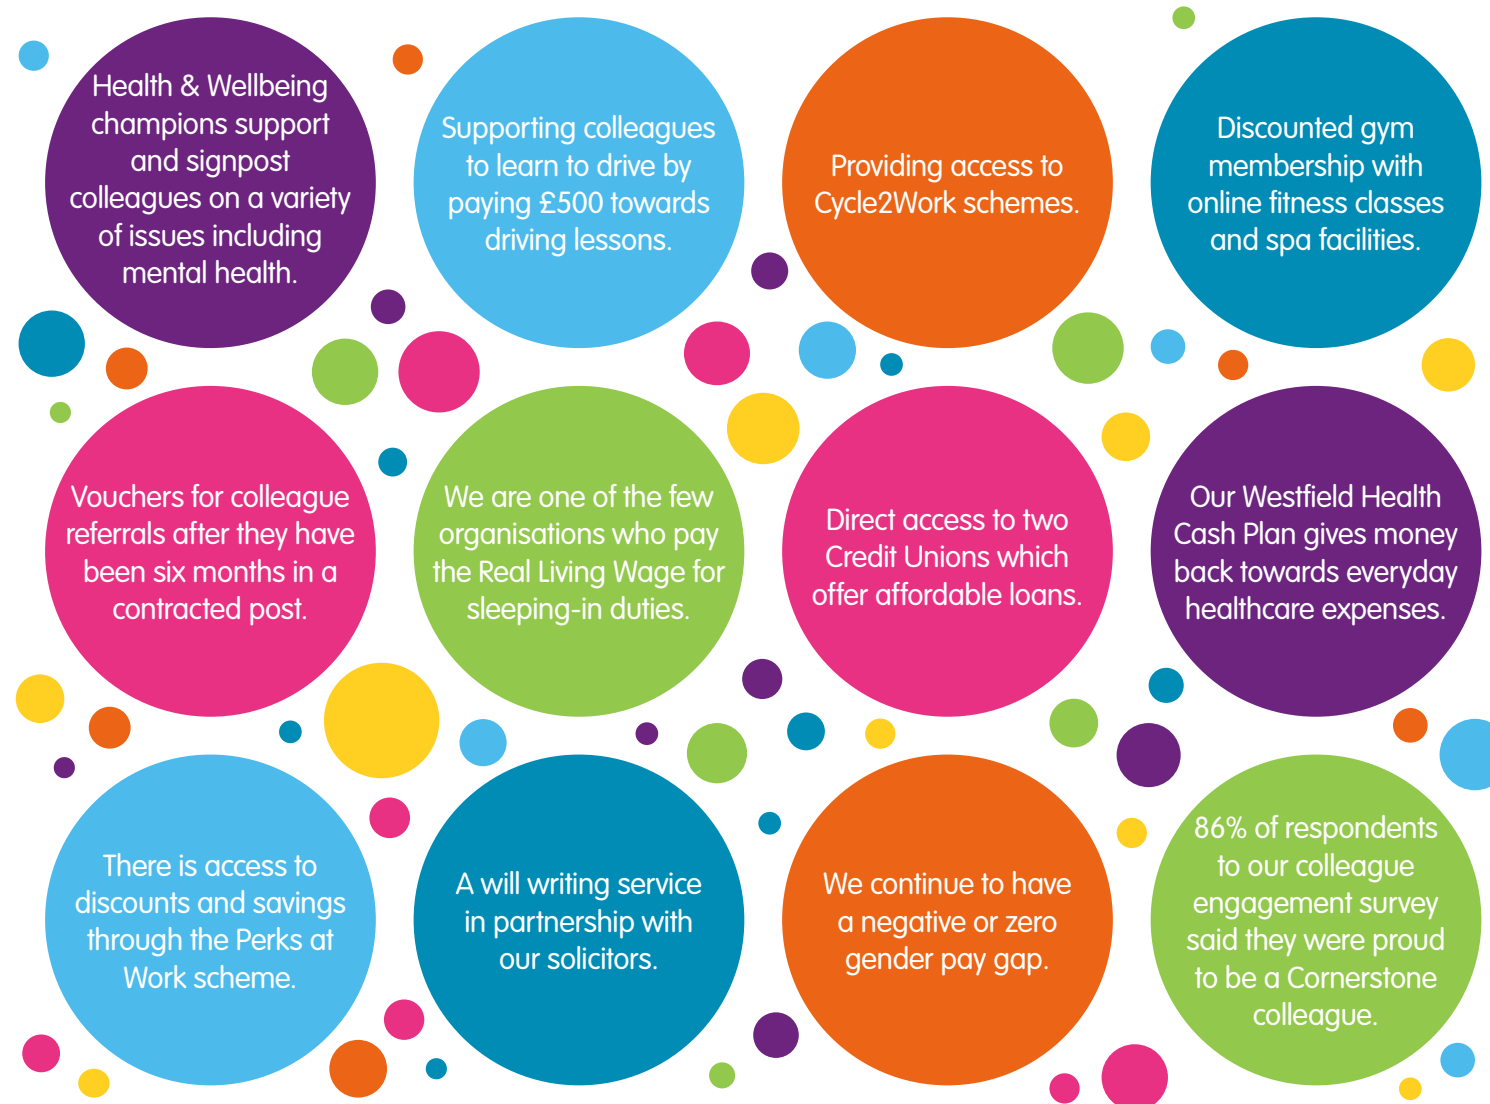 Health & Wellbeing
champions support
and signpost
colleagues on a variety
of issues including
mental health.
Supporting colleagues
to learn to drive by
paying £500 towards
driving lessons.
Providing access to
Cycle2Work schemes.
Discounted gym
membership with
online fitness classes
and spa facilities.
Vouchers for colleague
referrals after they have
been six months in a
contracted post.
We are one of the few
organisations who pay
the Real Living Wage for
sleeping-in duties.
Direct access to two
Credit Unions which
offer affordable loans.
Our Westfield Health
Cash Plan gives money
back towards everyday
healthcare expenses.
There is access to
discounts and savings
through the Perks at
Work scheme.
A will writing service
in partnership with
our solicitors.
We continue to have
a negative or zero
gender pay gap.
86% of respondents
to our colleague
engagement survey
said they were proud
to be a Cornerstone
colleague.